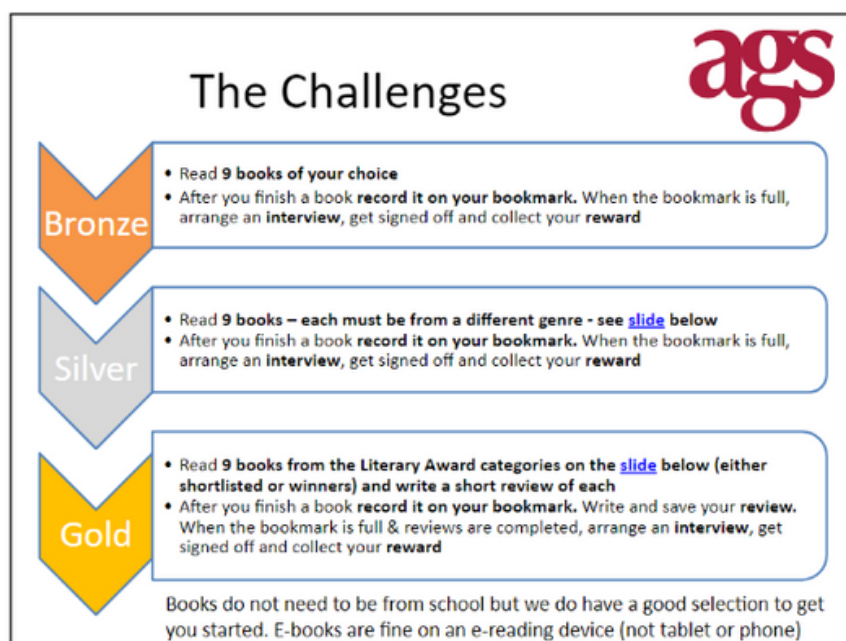 ags
The Challenges
Bronze
• Read 9 books of your choice
• After you finish a book record it on your bookmark. When the bookmark is full,
arrange an interview, get signed off and collect your reward
Silver
• Read 9 books – each must be from a different genre - see slide below
• After you finish a book record it on your bookmark. When the bookmark is full,
arrange an interview, get signed off and collect your reward
Gold
• Read 9 books from the Literary Award categories on the slide below (either
shortlisted or winners) and write a short review of each
• After you finish a book record it on your bookmark. Write and save your review.
When the bookmark is full & reviews are completed, arrange an interview, get
signed off and collect your reward
Books do not need to be from school but we do have a good selection to get
you started. E-books are fine on an e-reading device (not tablet or phone)